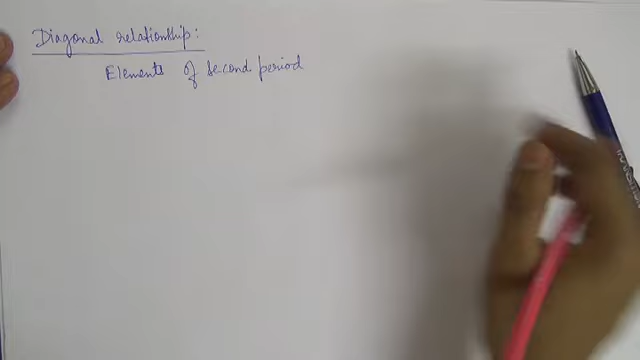 Diagonal relationship:
Elements of second period